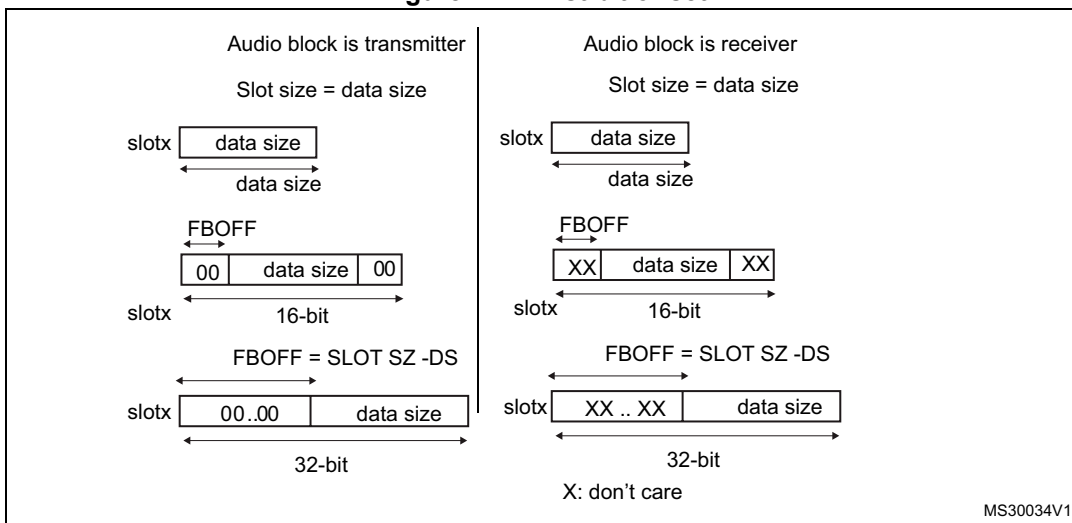 Audio block is transmitter
Slot size = data size
slotx data size
data size
FBOFF
00 data size 00
slotx 16-bit
FBOFF = SLOT SZ -DS
slotx 00..00 data size
32-bit
Audio block is receiver
Slot size = data size
slotx data size
data size
FBOFF
XX data size XX
slotx 16-bit
FBOFF = SLOT SZ -DS
slotx XX .. XX data size
32-bit
X: don't care
MS30034V1